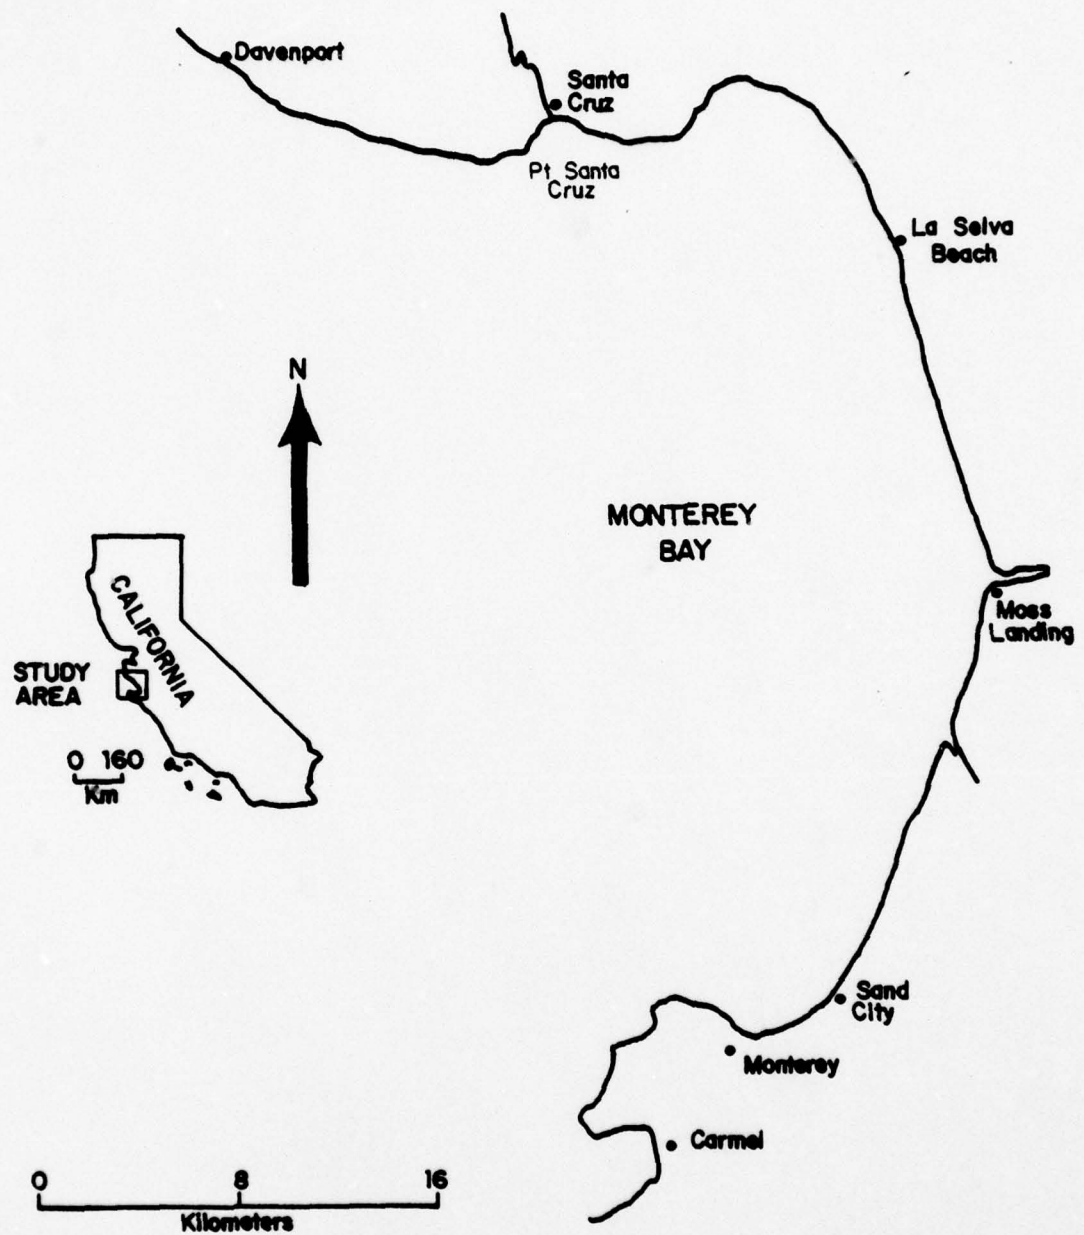 Davenport
Santa
Cruz
Pt Santa
Cruz
La Selva
Beach
N
MONTEREY
BAY
CALIFORNIA
Moss
Landing
STUDY
AREA
0 160
Km
Sand
City
Monterey
Carmel
0 8 16
Kilometers